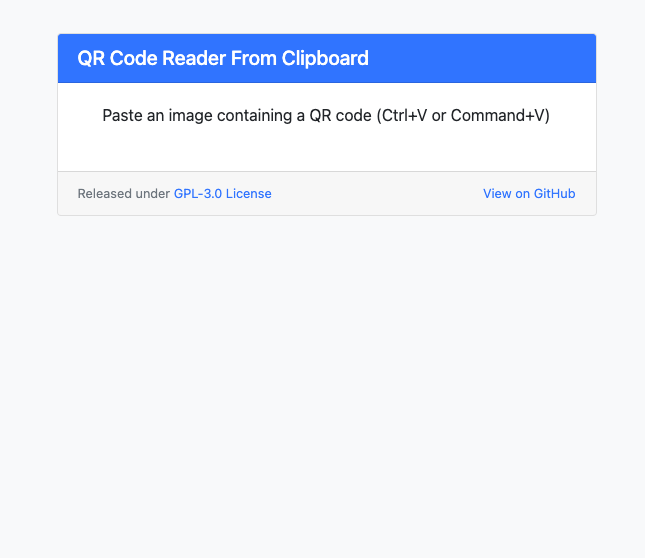 QR Code Reader From Clipboard
Paste an image containing a QR code (Ctrl+V or Command+V)
Released under GPL-3.0 License
View on GitHub